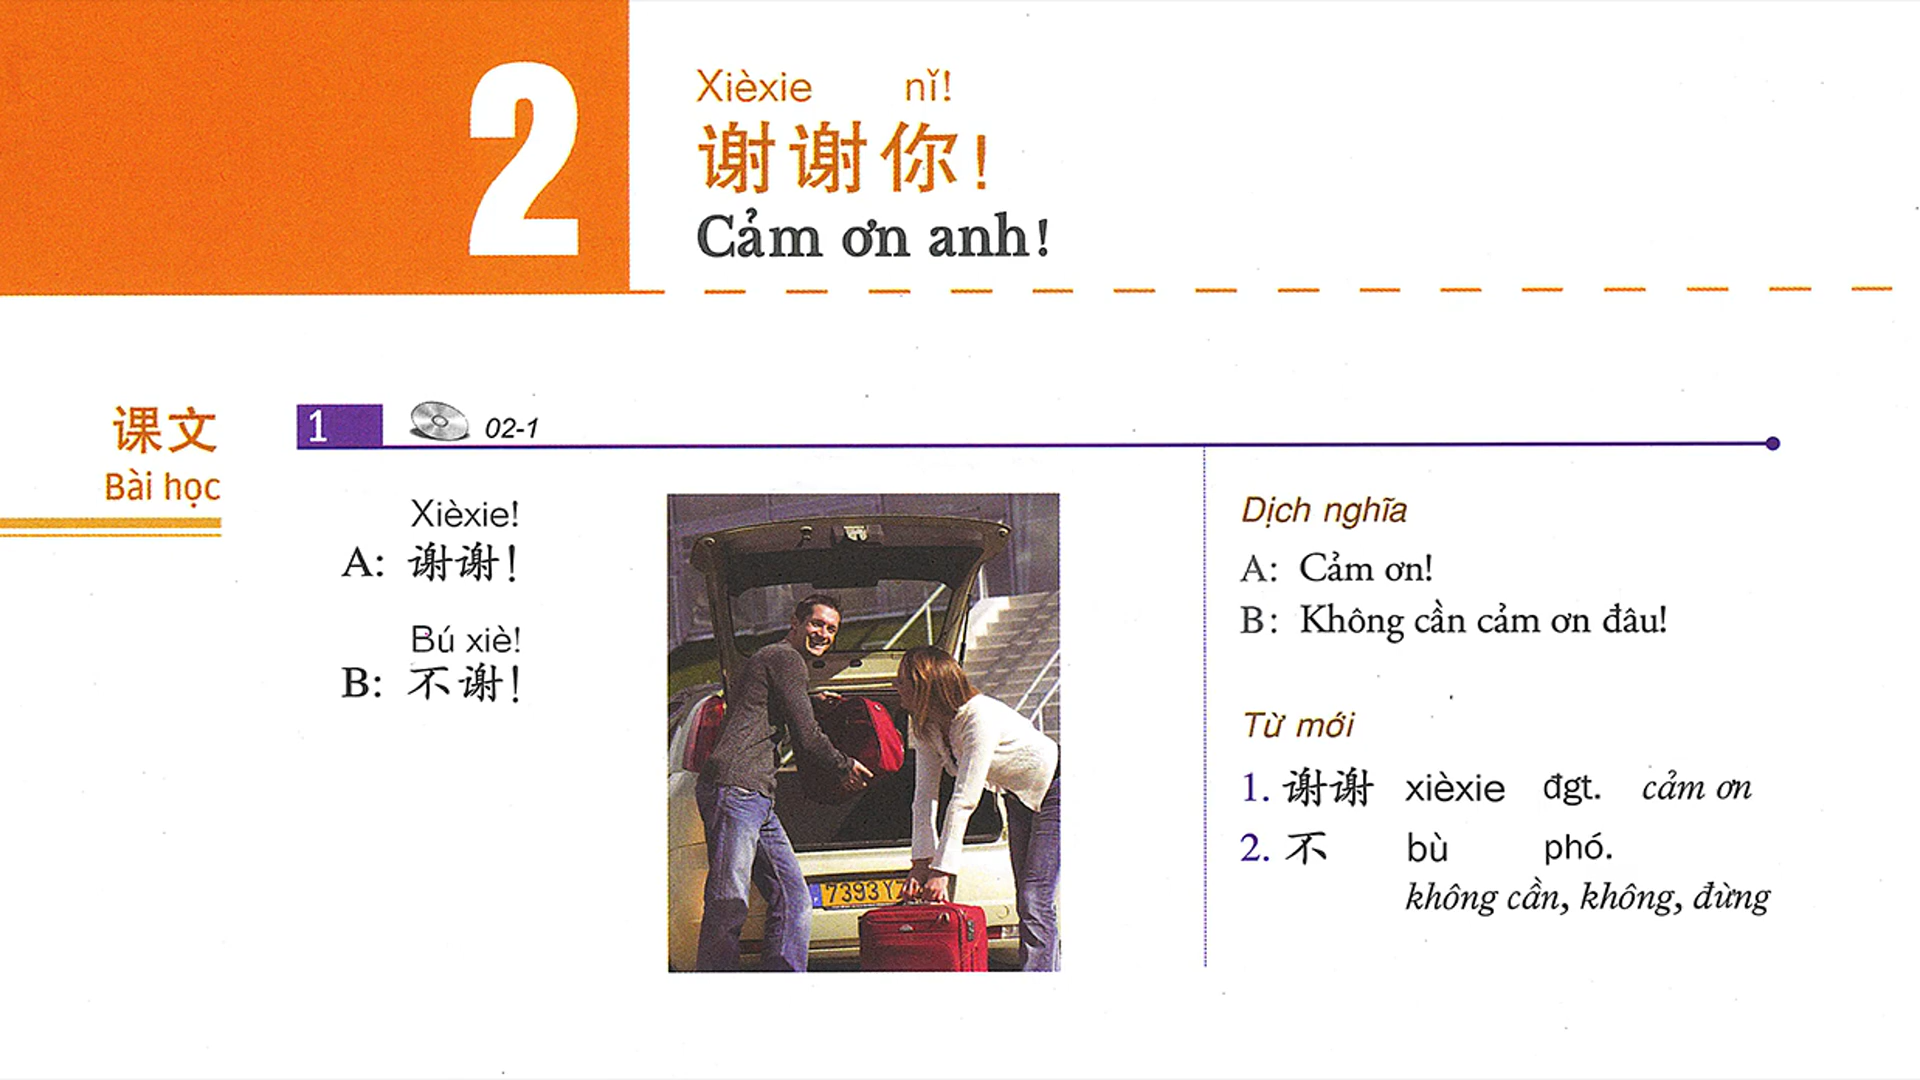 2
Xièxie nǐ!
谢谢你!
Cảm ơn anh!
课文
Bài học
1 02-1
Xièxie!
A: 谢谢!
Bú xiè!
B: 不谢!
7393 YZ
Dịch nghĩa
A: Cảm ơn!
B: Không cần cảm ơn đâu!
Từ mới
1. 谢谢 xièxie đgt. cảm ơn
2. 不 bù phó.
không cần, không, đừng